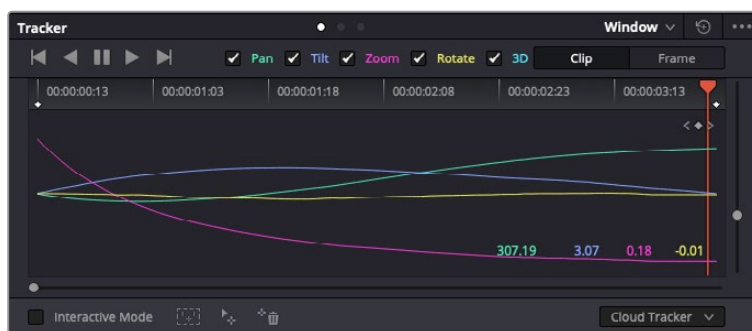 Tracker Window
Pan Tilt Zoom Rotate 3D Clip Frame
00:00:00:13 00:00:01:03 00:00:01:18 00:00:02:08 00:00:02:23 00:00:03:13
307.19 3.07 0.18 -0.01
Interactive Mode Cloud Tracker